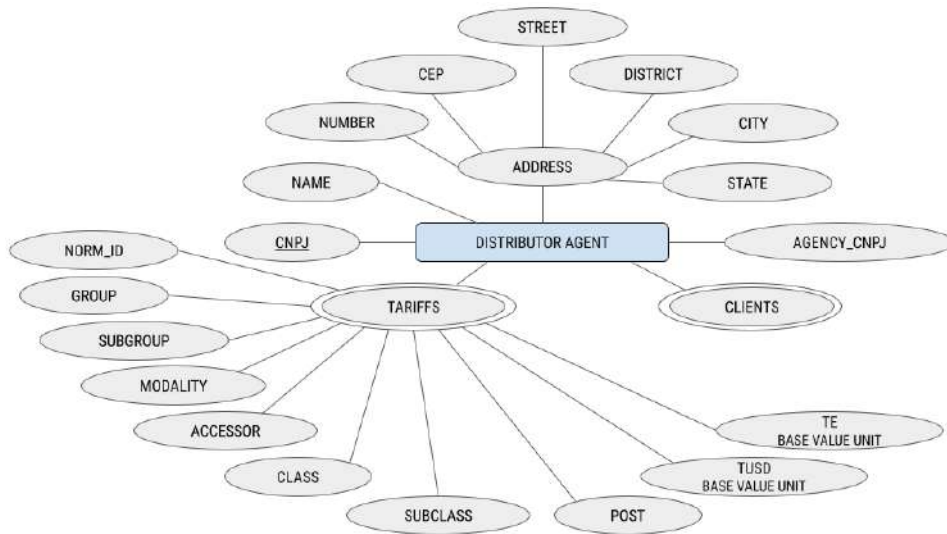 STREET
CEP
DISTRICT
NUMBER
CITY
ADDRESS
NAME
STATE
CNPJ
DISTRIBUTOR AGENT
AGENCY_CNPJ
NORM_ID
GROUP
TARIFFS
CLIENTS
SUBGROUP
MODALITY
ACCESSOR
TE
BASE VALUE UNIT
CLASS
TUSD
BASE VALUE UNIT
SUBCLASS
POST